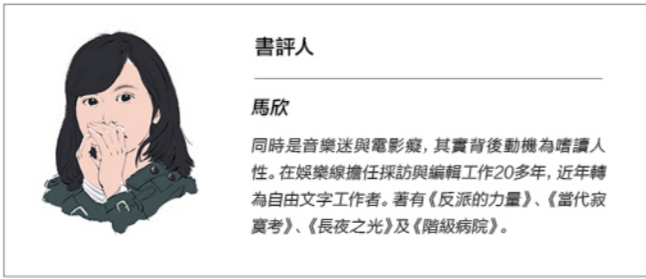 書評人
馬欣
同時是音樂迷與電影癡，其實背後動機為嗜讀人
性。在娛樂線擔任採訪與編輯工作20多年，近年轉
為自由文字工作者。著有《反派的力量》、《當代寂
寞考》、《長夜之光》及《階級病院》。